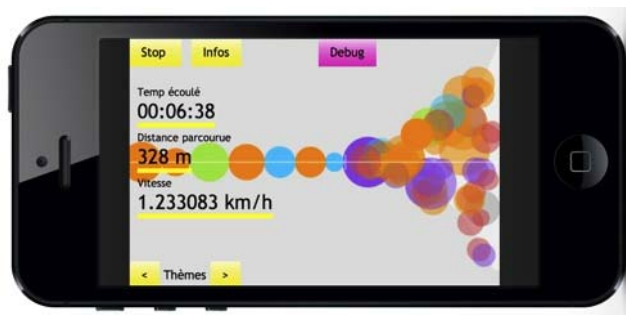 Stop Infos Debug
Temp écoulé
00:06:38
Distance parcourue
328 m
Vitesse
1.233083 km/h
< Thèmes >